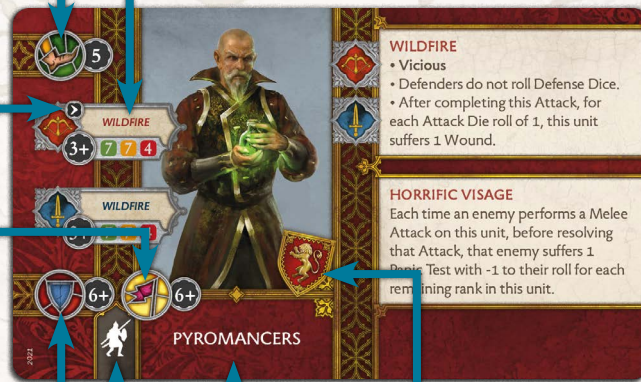 5
WILDFIRE
3+ 7 7 4
WILDFIRE
6+ 6+
PYROMANCERS
2021
WILDFIRE
• Vicious
• Defenders do not roll Defense Dice.
• After completing this Attack, for
each Attack Die roll of 1, this unit
suffers 1 Wound.
HORRIFIC VISAGE
Each time an enemy performs a Melee
Attack on this unit, before resolving
that Attack, that enemy suffers 1
Panic Test with -1 to their roll for each
remaining rank in this unit.